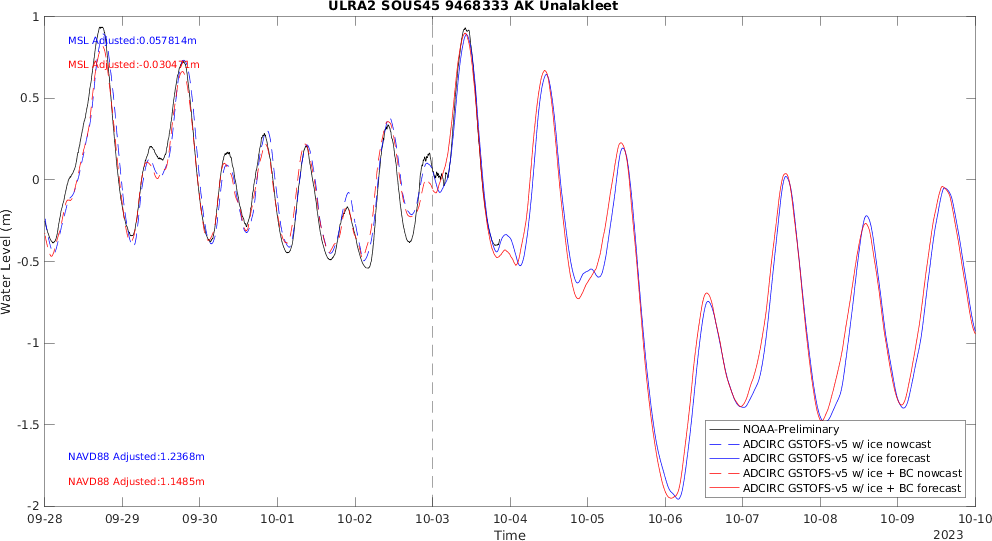 ULRA2 SOUS45 9468333 AK Unalakleet
MSL Adjusted:0.057814m
MSL Adjusted:-0.0304 m
NAVD88 Adjusted:1.2368m
NAVD88 Adjusted:1.1485m
Water Level (m)
1
0.5
0
-0.5
-1
-1.5
-2
09-28
09-29
09-30
10-01
10-02
10-03
10-04
10-05
10-06
10-07
10-08
10-09
10-10
Time
2023
NOAA-Preliminary
ADCIRC GSTOFS-v5 w/ ice nowcast
ADCIRC GSTOFS-v5 w/ ice forecast
ADCIRC GSTOFS-v5 w/ ice + BC nowcast
ADCIRC GSTOFS-v5 w/ ice + BC forecast